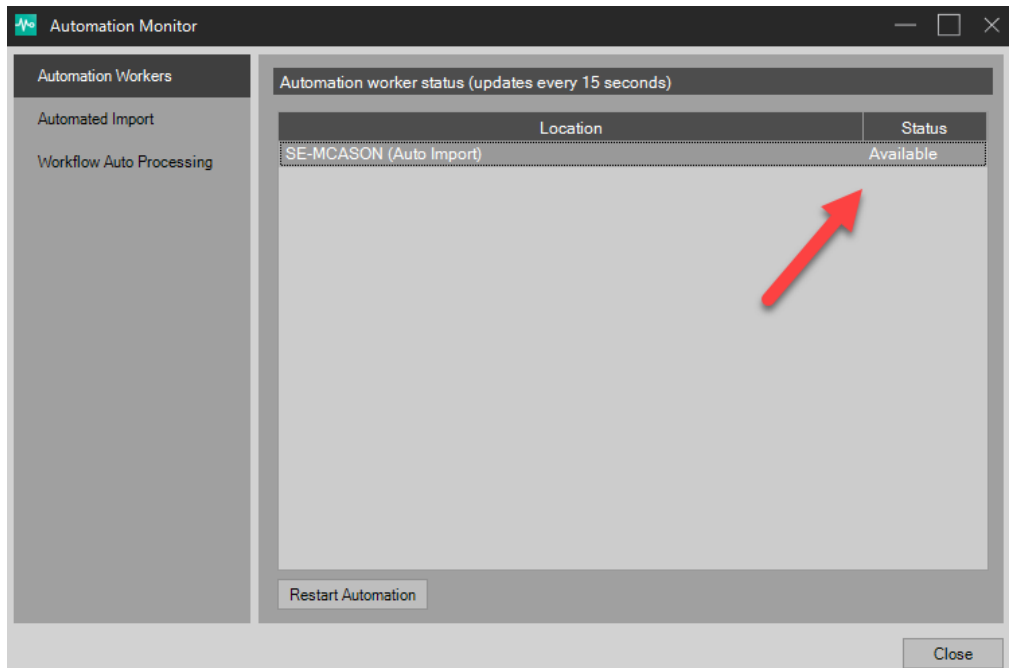 Automation Monitor
Automation Workers
Automated Import
Workflow Auto Processing
Automation worker status (updates every 15 seconds)
Location Status
SE-MCASON (Auto Import) Available
Restart Automation
Close